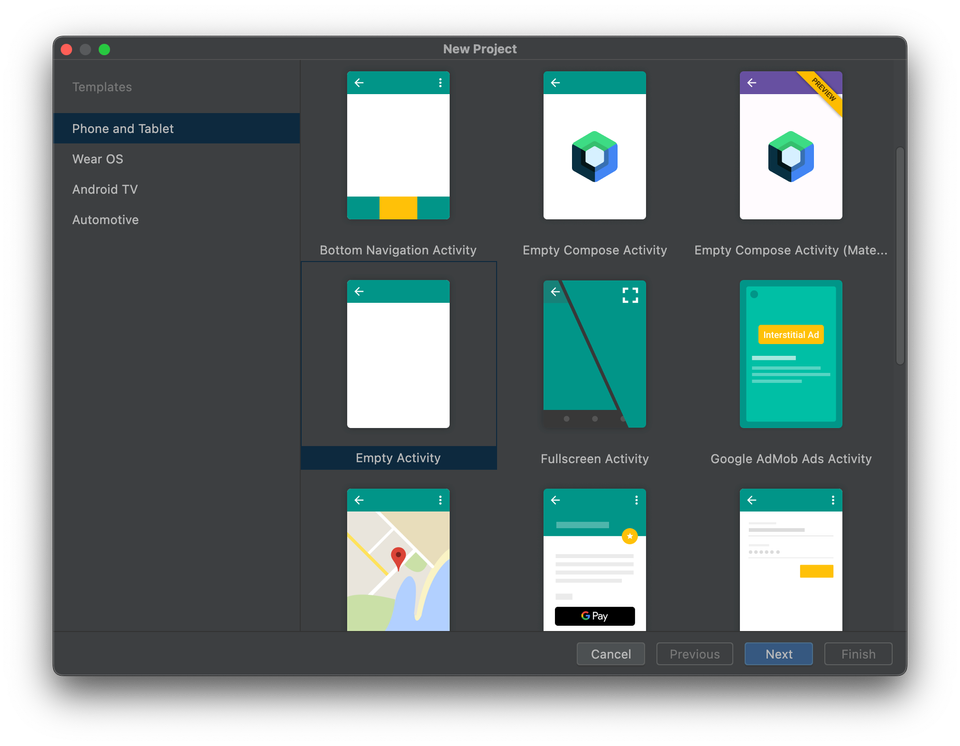 New Project
Templates
Phone and Tablet
Wear OS
Android TV
Automotive
PREVIEW
Bottom Navigation Activity
Empty Compose Activity
Empty Compose Activity (Mate...
Interstitial Ad
Empty Activity
Fullscreen Activity
Google AdMob Ads Activity
G Pay
Cancel
Previous
Next
Finish